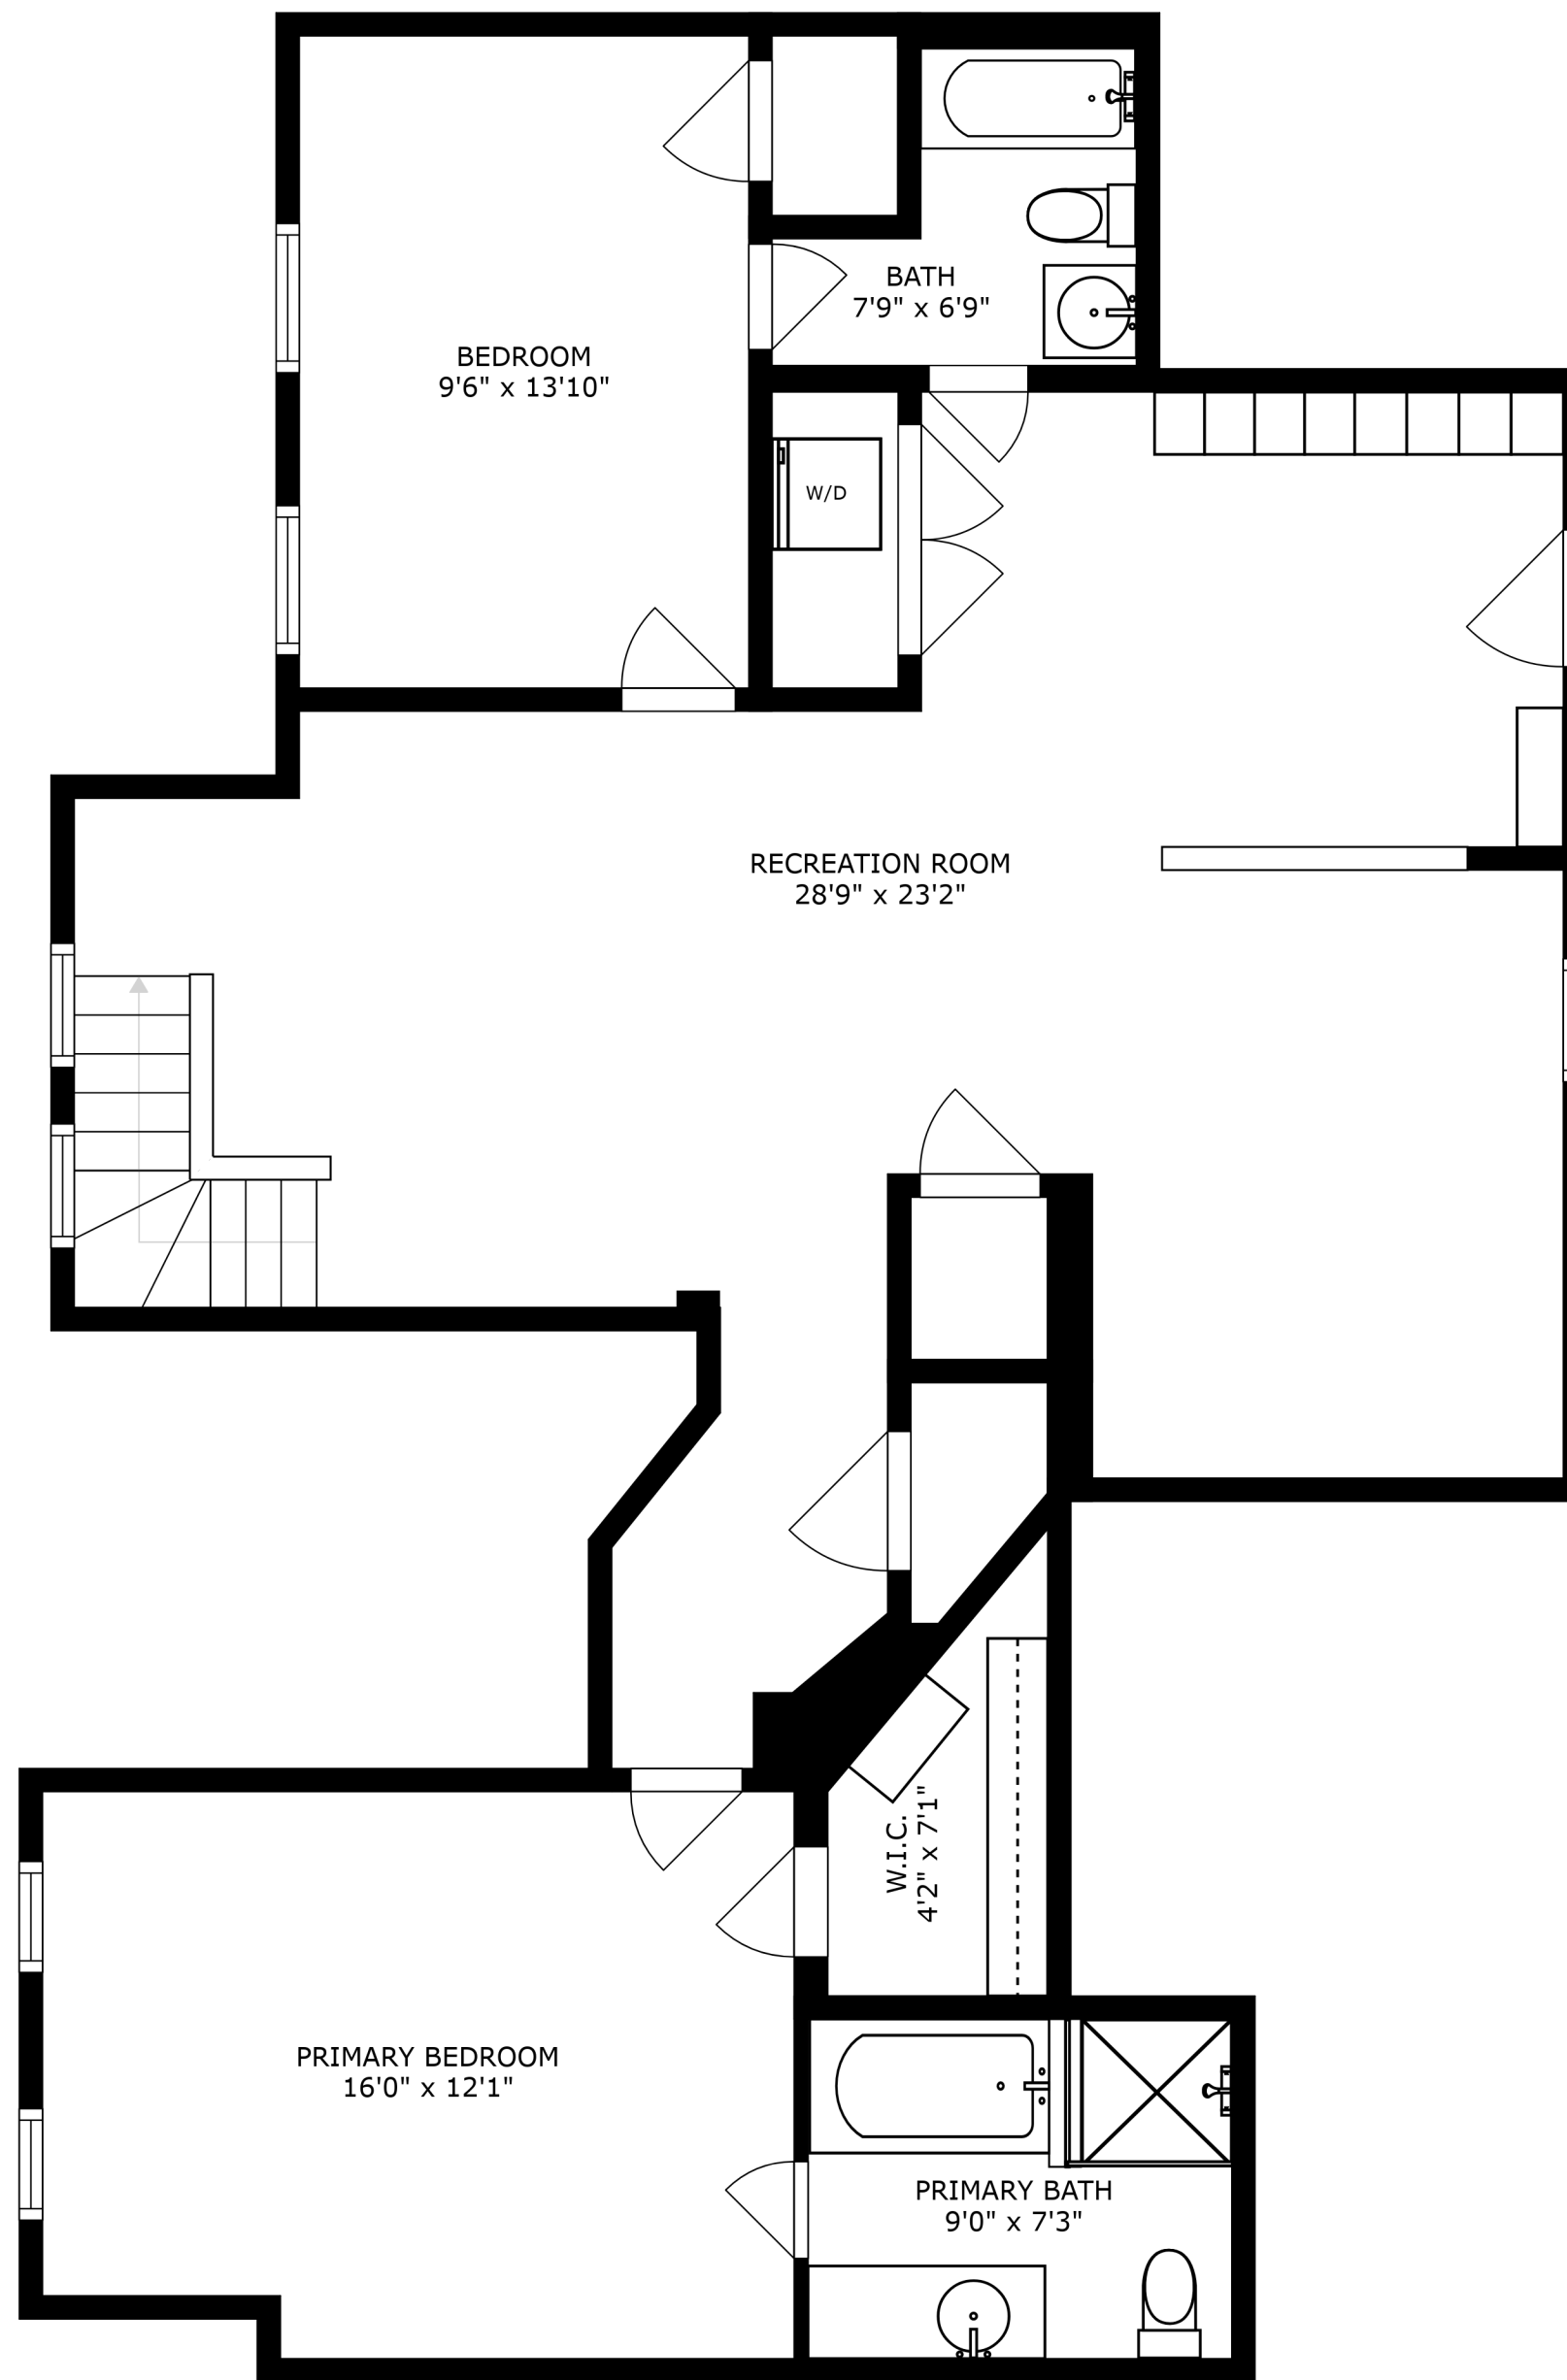 BATH
7'9" x 6'9"
BEDROOM
9'6" x 13'10"
W/D
RECREATION ROOM
28'9" x 23'2"
W.I.C.
4'2" x 7'1"
PRIMARY BEDROOM
16'0" x 12'1"
PRIMARY BATH
9'0" x 7'3"